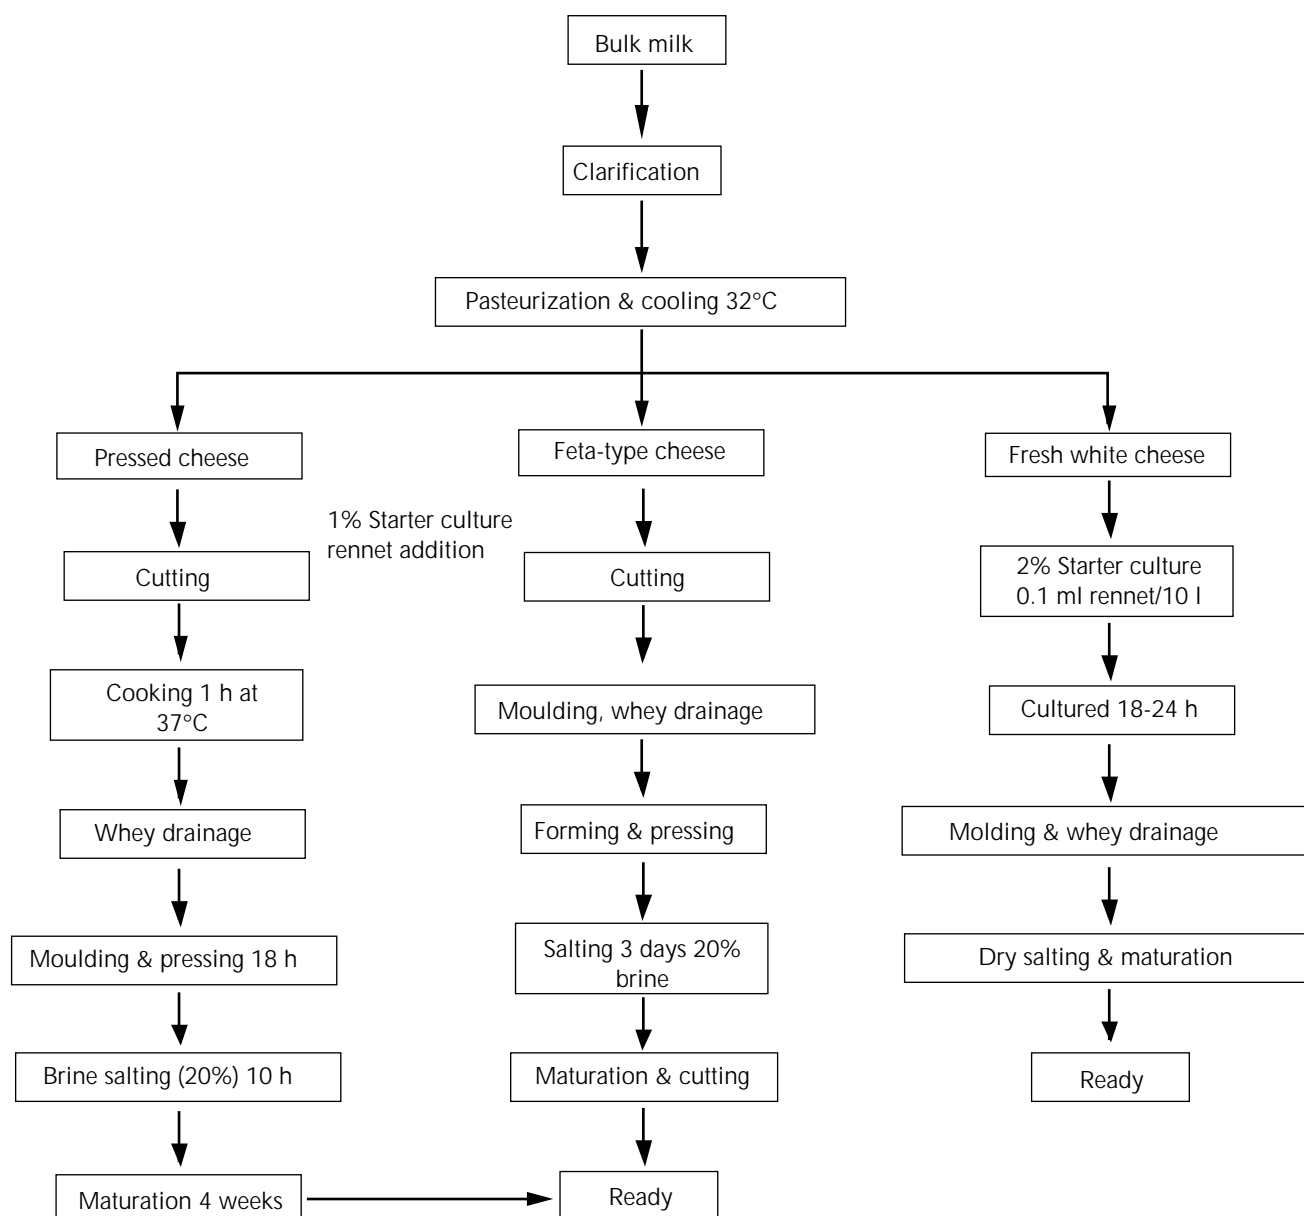 Bulk milk
Clarification
Pasteurization & cooling 32°C
Pressed cheese
Feta-type cheese
Fresh white cheese
1% Starter culture
rennet addition
Cutting
Cutting
2% Starter culture
0.1 ml rennet/10 l
Cooking 1 h at
37°C
Moulding, whey drainage
Cultured 18-24 h
Whey drainage
Forming & pressing
Molding & whey drainage
Moulding & pressing 18 h
Salting 3 days 20%
brine
Dry salting & maturation
Brine salting (20%) 10 h
Maturation & cutting
Ready
Maturation 4 weeks
Ready